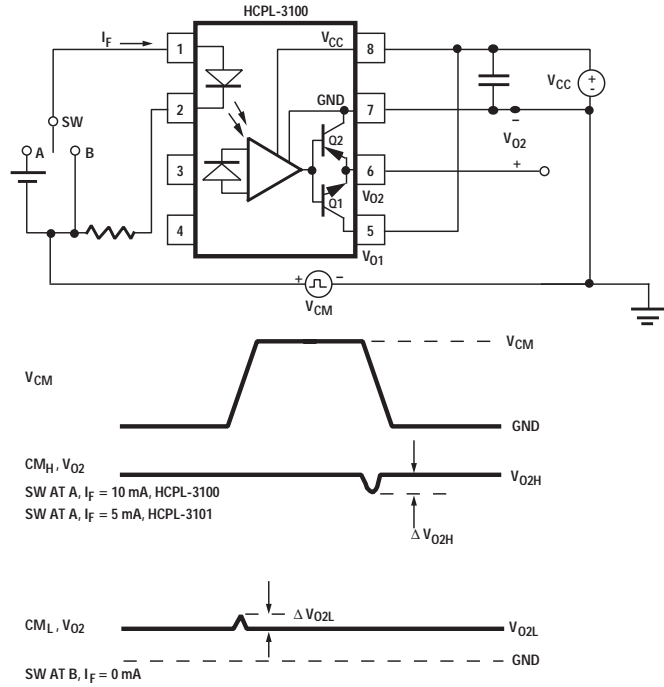 HCPL-3100
I_F
1
V_CC
8
SW
2
GND
7
V_CC
+
-
-
V_O2
A
B
Q2
3
6
+
V_O2
Q1
4
5
V_O1
+
-
V_CM
V_CM
V_CM
GND
CM_H, V_O2
V_O2H
SW AT A, I_F = 10 mA, HCPL-3100
SW AT A, I_F = 5 mA, HCPL-3101
Δ V_O2H
Δ V_O2L
CM_L, V_O2
V_O2L
GND
SW AT B, I_F = 0 mA